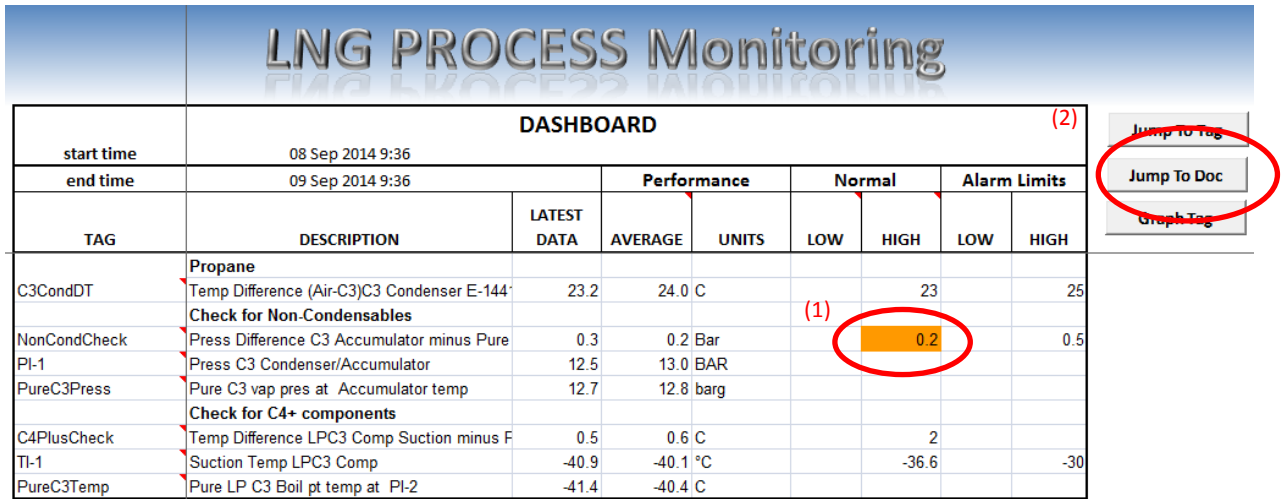 LNG PROCESS Monitoring
DASHBOARD (2) Jump To Tag
start time 08 Sep 2014 9:36
end time 09 Sep 2014 9:36 Performance Normal Alarm Limits Jump To Doc
TAG DESCRIPTION LATEST DATA AVERAGE UNITS LOW HIGH LOW HIGH Graph Tag
Propane
C3CondDT Temp Difference (Air-C3)C3 Condenser E-144 23.2 24.0 C 23 25
Check for Non-Condensables (1)
NonCondCheck Press Difference C3 Accumulator minus Pure 0.3 0.2 Bar 0.2 0.5
PI-1 Press C3 Condenser/Accumulator 12.5 13.0 BAR
PureC3Press Pure C3 vap pres at Accumulator temp 12.7 12.8 barg
Check for C4+ components
C4PlusCheck Temp Difference LPC3 Comp Suction minus 0.5 0.6 C 2
TI-1 Suction Temp LPC3 Comp -40.9 -40.1 °C -36.6 -30
PureC3Temp Pure LP C3 Boil pt temp at PI-2 -41.4 -40.4 C